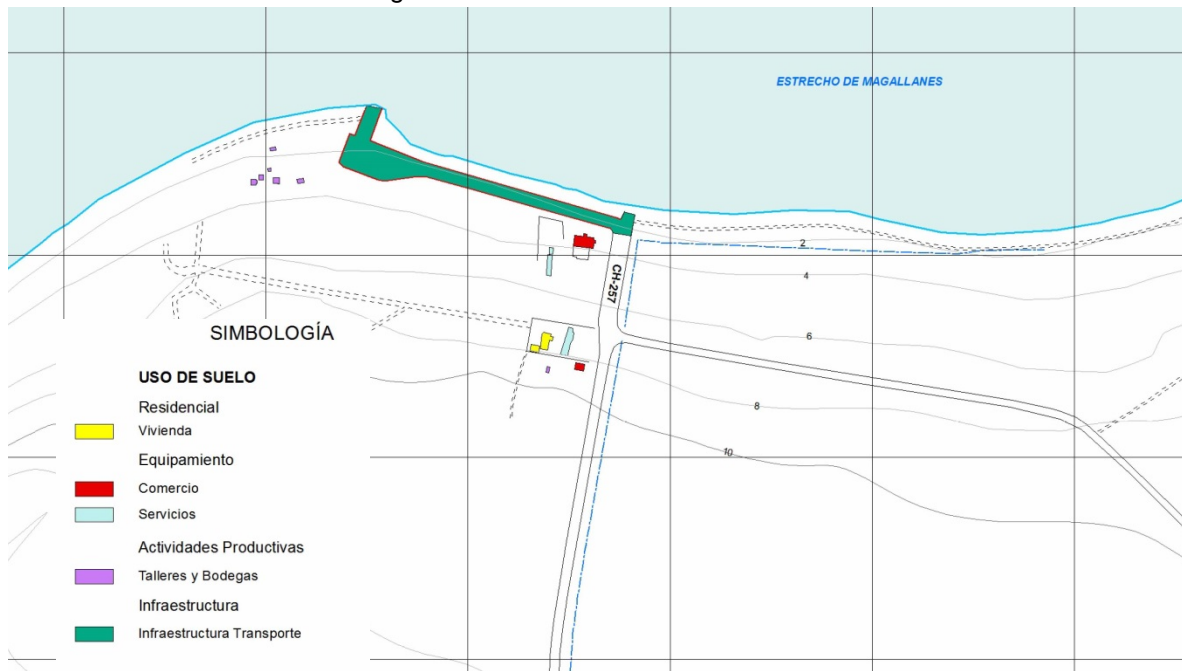 ESTRECHO DE MAGALLANES
2
4
CH-257
6
8
10
SIMBOLOGÍA
USO DE SUELO
Residencial
Vivienda
Equipamiento
Comercio
Servicios
Actividades Productivas
Talleres y Bodegas
Infraestructura
Infraestructura Transporte